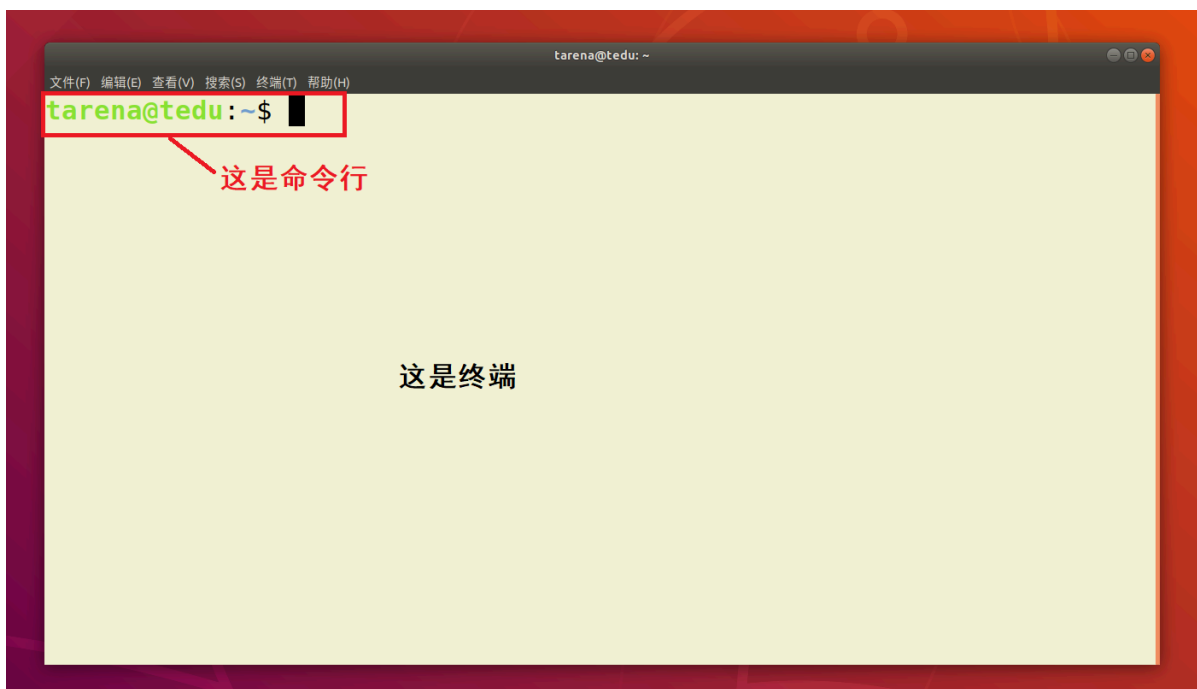 tarena@tedu: ~
文件(F) 编辑(E) 查看(V) 搜索(S) 终端(T) 帮助(H)
tarena@tedu:~$
这是命令行
这是终端